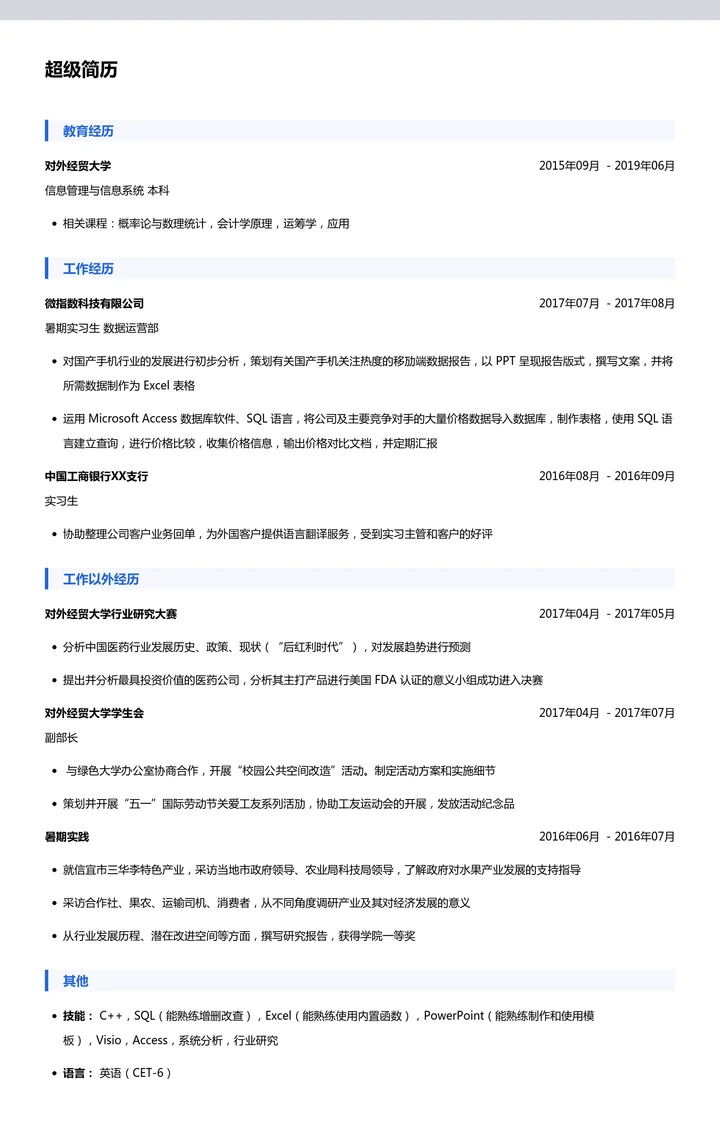 超级简历
教育经历
对外经贸大学 2015年09月 - 2019年06月
信息管理与信息系统 本科
• 相关课程：概率论与数理统计，会计学原理，运筹学，应用
工作经历
微指数科技有限公司 2017年07月 - 2017年08月
暑期实习生 数据运营部
• 对国产手机行业的发展进行初步分析，策划有关国产手机关注热度的移励端数据报告，以 PPT 呈现报告版式，撰写文案，并将
所需数据制作为 Excel 表格
• 运用 Microsoft Access 数据库软件、SQL 语言，将公司及主要竞争对手的大量价格数据导入数据库，制作表格，使用 SQL 语
言建立查询，进行价格比较，收集价格信息，输出价格对比文档，并定期汇报
中国工商银行XX支行 2016年08月 - 2016年09月
实习生
• 协助整理公司客户业务回单，为外国客户提供语言翻译服务，受到实习主管和客户的好评
工作以外经历
对外经贸大学行业研究大赛 2017年04月 - 2017年05月
• 分析中国医药行业发展历史、政策、现状（“后红利时代”），对发展趋势进行预测
• 提出并分析最具投资价值的医药公司，分析其主打产品进行美国 FDA 认证的意义小组成功进入决赛
对外经贸大学学生会 2017年04月 - 2017年07月
副部长
• 与绿色大学办公室协商合作，开展“校园公共空间改造”活动。制定活动方案和实施细节
• 策划并开展“五一”国际劳动节关爱工友系列活劢，协助工友运动会的开展，发放活动纪念品
暑期实践 2016年06月 - 2016年07月
• 就信宜市三华李特色产业，采访当地市政府领导、农业局科技局领导，了解政府对水果产业发展的支持指导
• 采访合作社、果农、运输司机、消费者，从不同角度调研产业及其对经济发展的意义
• 从行业发展历程、潜在改进空间等方面，撰写研究报告，获得学院一等奖
其他
• 技能： C++，SQL（能熟练增删改查），Excel（能熟练使用内置函数），PowerPoint（能熟练制作和使用模
板），Visio，Access，系统分析，行业研究
• 语言： 英语（CET-6）